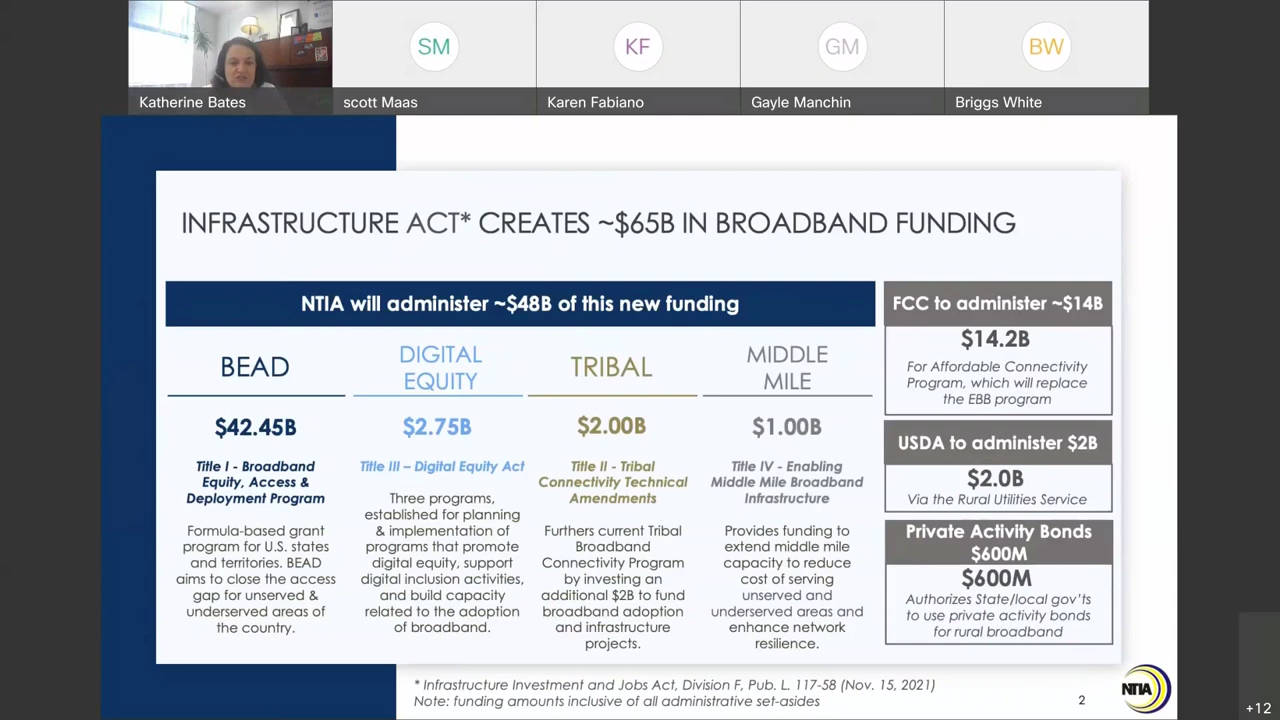 SM
KF
GM
BW
Katherine Bates
scott Maas
Karen Fabiano
Gayle Manchin
Briggs White
INFRASTRUCTURE ACT* CREATES ~$65B IN BROADBAND FUNDING
NTIA will administer ~$48B of this new funding
BEAD
$42.45B
Title I - Broadband
Equity, Access &
Deployment Program
Formula-based grant
program for U.S. states
and territories. BEAD
aims to close the access
gap for unserved &
underserved areas of
the country.
DIGITAL
EQUITY
$2.75B
Title III – Digital Equity Act
Three programs,
established for planning
& implementation of
programs that promote
digital equity, support
digital inclusion activities,
and build capacity
related to the adoption
of broadband.
TRIBAL
$2.00B
Title II - Tribal
Connectivity Technical
Amendments
Furthers current Tribal
Broadband
Connectivity Program
by investing an
additional $2B to fund
broadband adoption
and infrastructure
projects.
MIDDLE
MILE
$1.00B
Title IV - Enabling
Middle Mile Broadband
Infrastructure
Provides funding to
extend middle mile
capacity to reduce
cost of serving
unserved and
underserved areas and
enhance network
resilience.
FCC to administer ~$14B
$14.2B
For Affordable Connectivity
Program, which will replace
the EBB program
USDA to administer $2B
$2.0B
Via the Rural Utilities Service
Private Activity Bonds
$600M
$600M
Authorizes State/local gov'ts
to use private activity bonds
for rural broadband
* Infrastructure Investment and Jobs Act, Division F, Pub. L. 117-58 (Nov. 15, 2021)
Note: funding amounts inclusive of all administrative set-asides
2
NTIA
+12